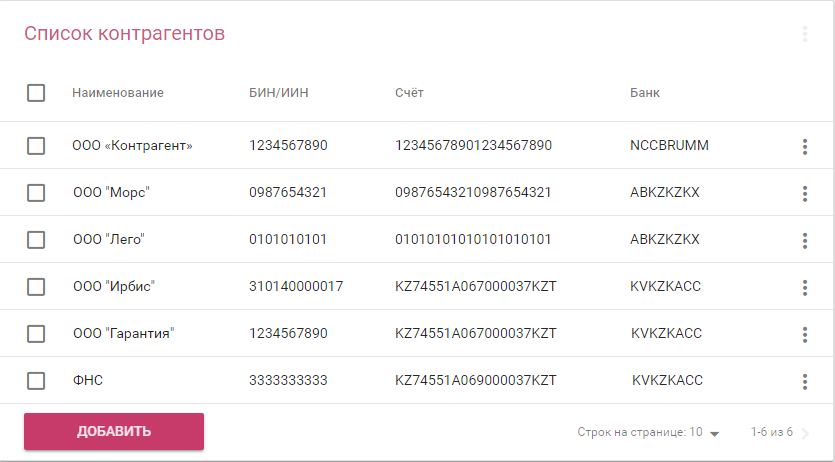 Список контрагентов
Наименование БИН/ИИН Счёт Банк
ООО «Контрагент» 1234567890 12345678901234567890 NCCBRUMM
ООО "Морс" 0987654321 09876543210987654321 ABKZKZKX
ООО "Лего" 0101010101 01010101010101010101 ABKZKZKX
ООО "Ирбис" 310140000017 KZ74551A067000037KZT KVKZKACC
ООО "Гарантия" 1234567890 KZ74551A067000037KZT KVKZKACC
ФНС 3333333333 KZ74551A069000037KZT KVKZKACC
ДОБАВИТЬ Строк на странице: 10 1-6 из 6